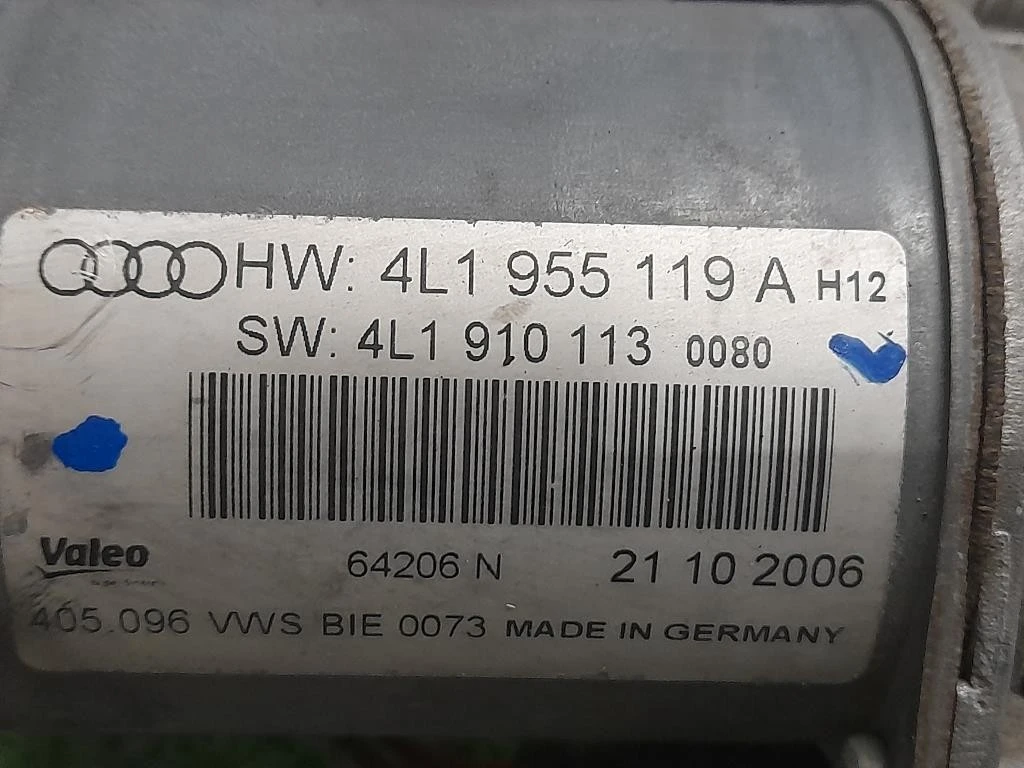 HW: 4L1 955 119 A H12
SW: 4L1 910 113 0080
Valeo 64206 N 21 10 2006
405.096 VWS BIE 0073 MADE IN GERMANY